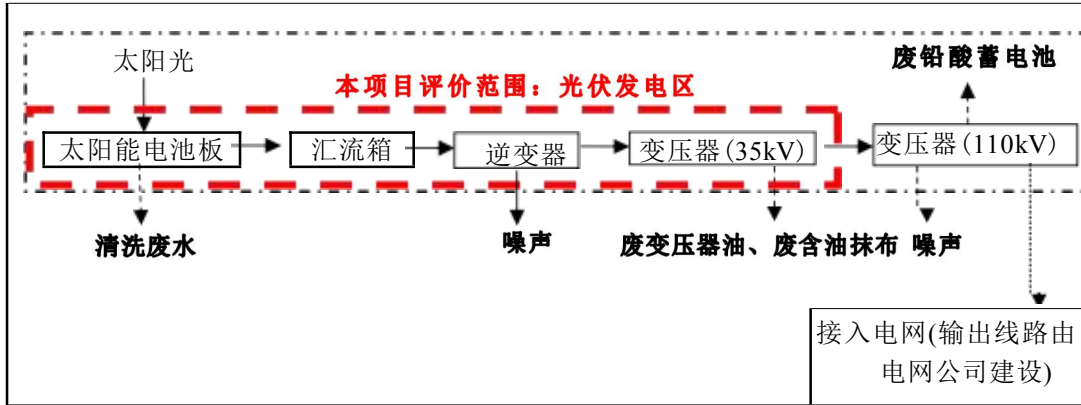 太阳光
废铅酸蓄电池
本项目评价范围：光伏发电区
太阳能电池板
汇流箱
逆变器
变压器(35kV)
变压器(110kV)
清洗废水
噪声
废变压器油、废含油抹布
噪声
接入电网(输出线路由
电网公司建设)